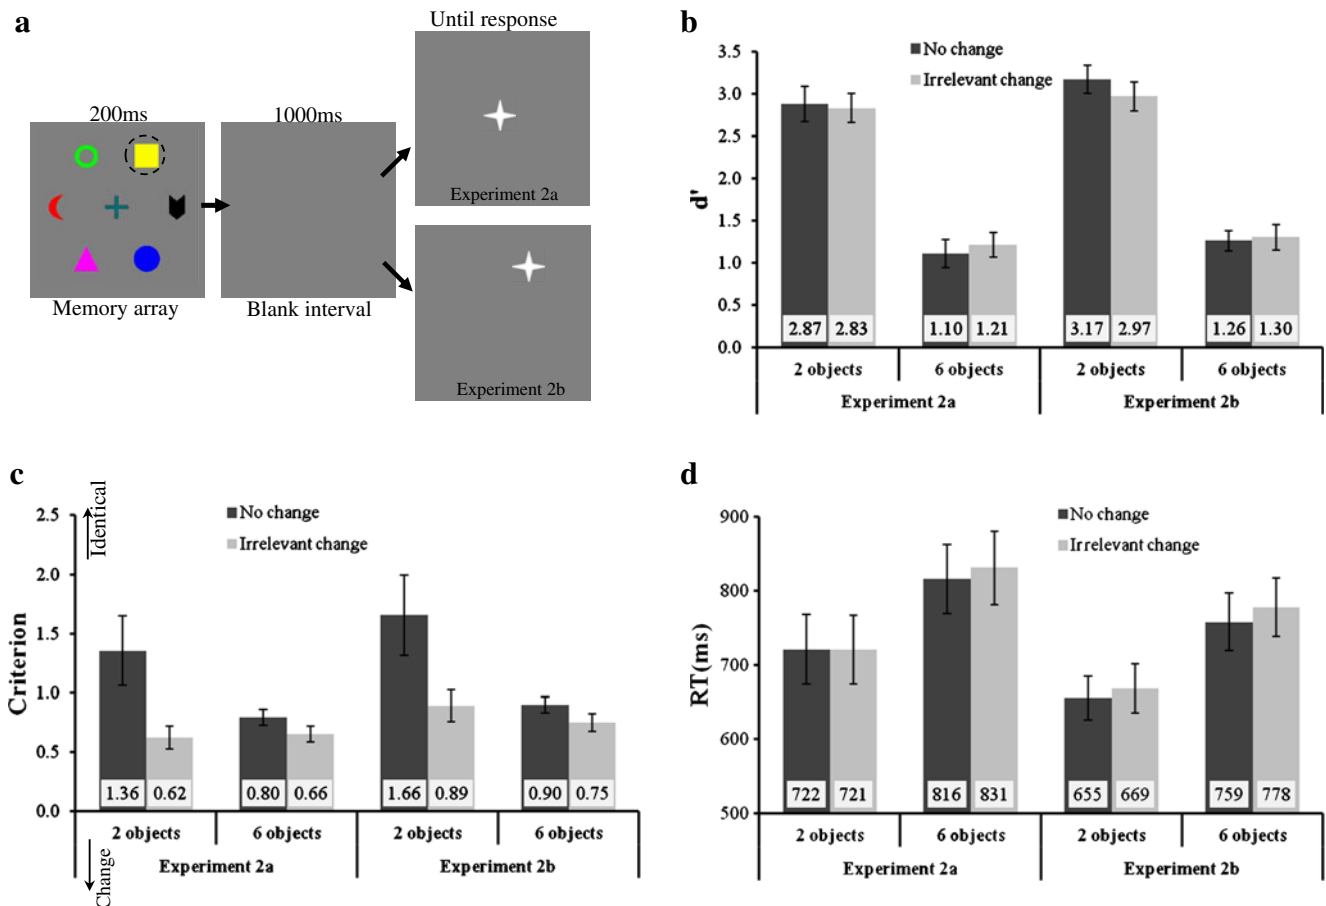 a
Until response
200ms
1000ms
Experiment 2a
Memory array
Blank interval
Experiment 2b
b
No change
Irrelevant change
d'
3.5
3.0
2.5
2.0
1.5
1.0
0.5
0.0
2.87 2.83 1.10 1.21 3.17 2.97 1.26 1.30
2 objects 6 objects 2 objects 6 objects
Experiment 2a Experiment 2b
c
Identical
Criterion
Change
No change
Irrelevant change
2.5
2.0
1.5
1.0
0.5
0.0
1.36 0.62 0.80 0.66 1.66 0.89 0.90 0.75
2 objects 6 objects 2 objects 6 objects
Experiment 2a Experiment 2b
d
No change
Irrelevant change
RT(ms)
900
800
700
600
500
722 721 816 831 655 669 759 778
2 objects 6 objects 2 objects 6 objects
Experiment 2a Experiment 2b